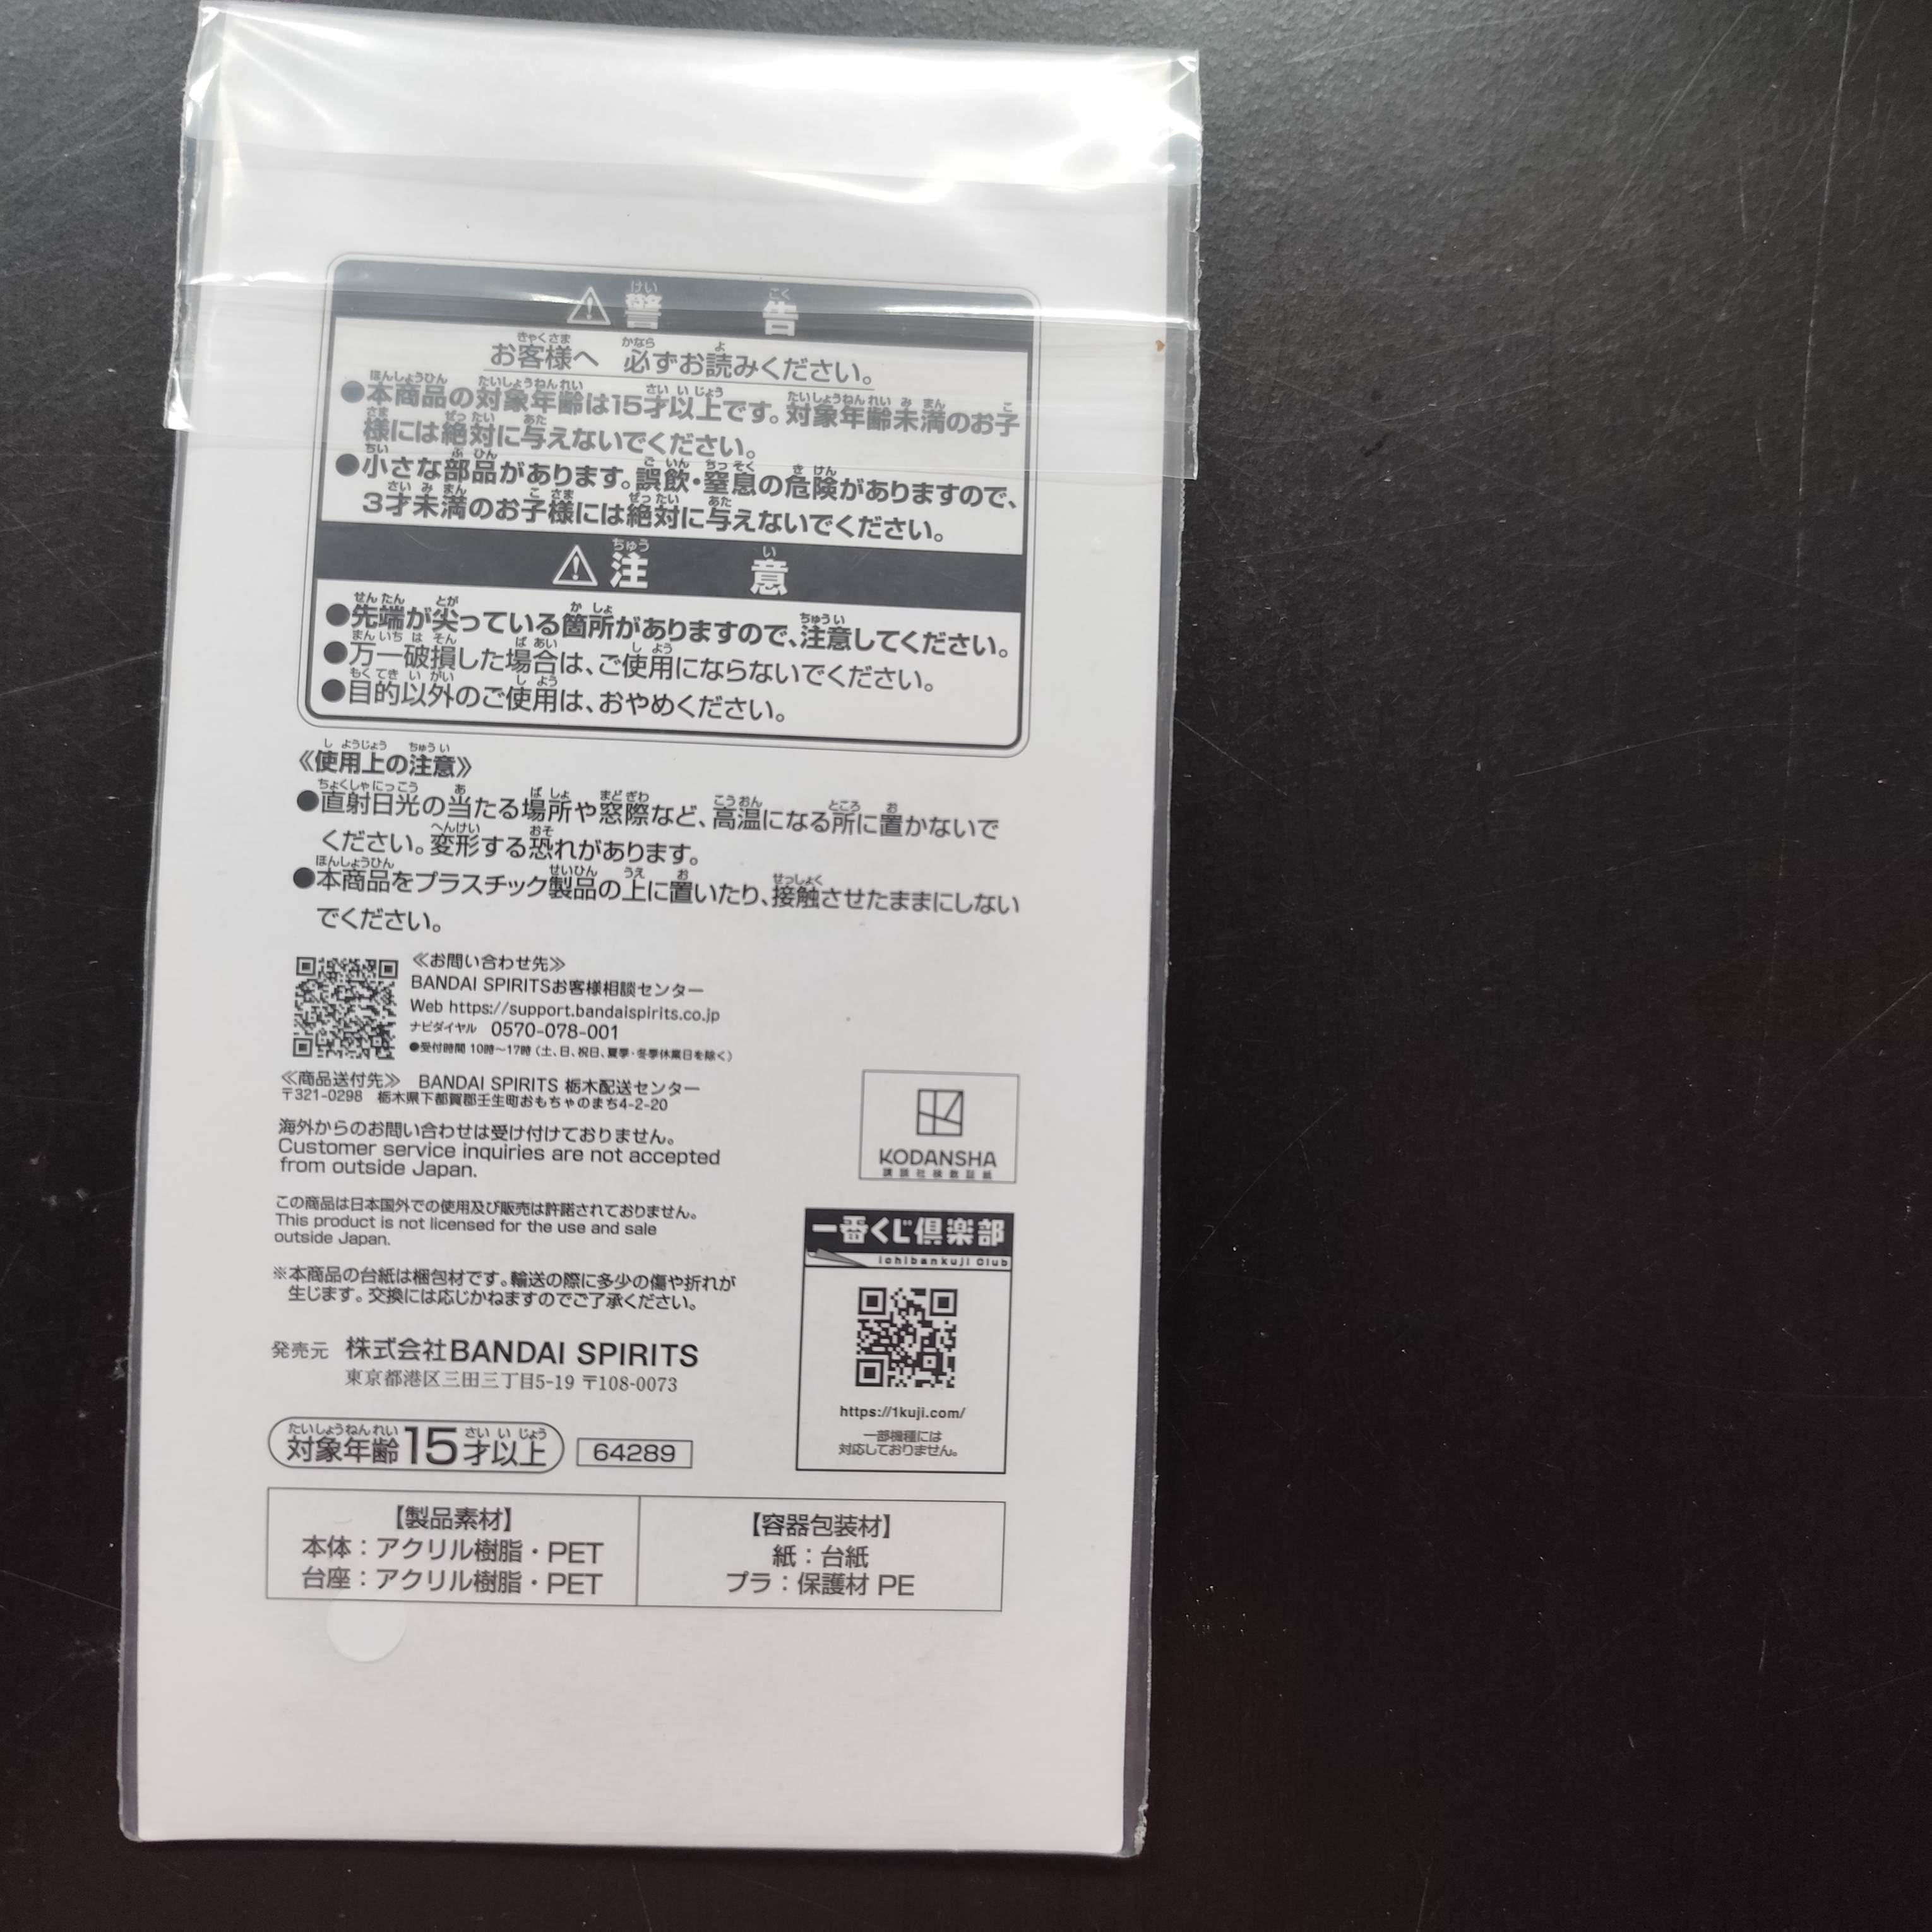 ⚠警告
お客様へ 必ずお読みください。
●本商品の対象年齢は15才以上です。対象年齢未満のお子
様には絶対に与えないでください。
●小さな部品があります。誤飲・窒息の危険がありますので、
3才未満のお子様には絶対に与えないでください。
⚠注意
●先端が尖っている箇所がありますので、注意してください。
●万一破損した場合は、ご使用にならないでください。
●目的以外のご使用は、おやめください。
《使用上の注意》
●直射日光の当たる場所や窓際など、高温になる所に置かないで
ください。変形する恐れがあります。
●本商品をプラスチック製品の上に置いたり、接触させたままにしない
でください。
≪お問い合わせ先≫
BANDAI SPIRITSお客様相談センター
Web https://support.bandaispirits.co.jp
ナビダイヤル 0570-078-001
●受付時間 10時～17時（土、日、祝日、夏季・冬季休業日を除く）
≪商品送付先≫ BANDAI SPIRITS 栃木配送センター
〒321-0298 栃木県下都賀郡壬生町おもちゃのまち4-2-20
海外からのお問い合わせは受け付けておりません。
Customer service inquiries are not accepted
from outside Japan.
この商品は日本国外での使用及び販売は許諾されておりません。
This product is not licensed for the use and sale
outside Japan.
※本商品の台紙は梱包材です。輸送の際に多少の傷や折れが
生じます。交換には応じかねますのでご了承ください。
発売元 株式会社BANDAI SPIRITS
東京都港区三田三丁目5-19 〒108-0073
対象年齢15才以上
64289
KODANSHA
講談社検数証紙
一番くじ倶楽部
ichibankuji Club
https://1kuji.com/
一部機種には
対応しておりません。
【製品素材】
本体：アクリル樹脂・PET
台座：アクリル樹脂・PET
【容器包装材】
紙：台紙
プラ：保護材 PE